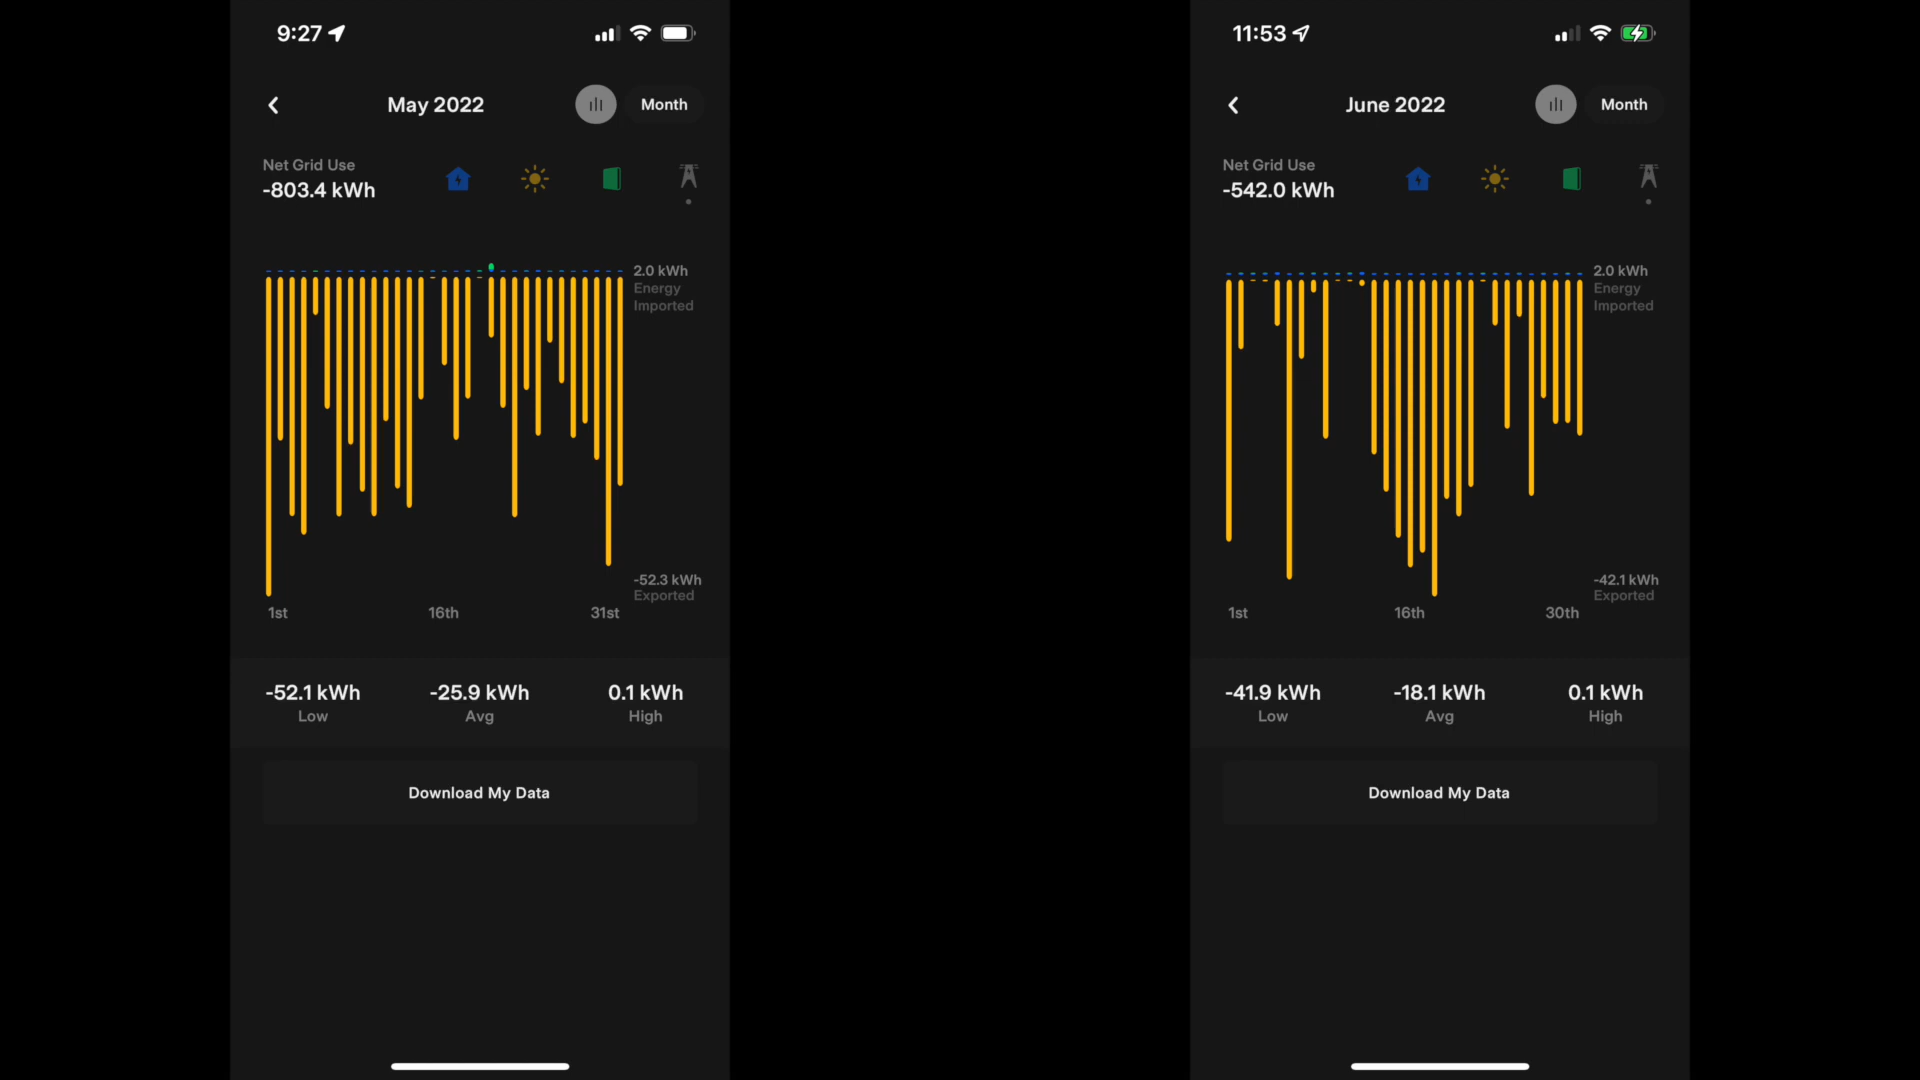 9:27
May 2022
Month
Net Grid Use
-803.4 kWh
2.0 kWh
Energy
Imported
-52.3 kWh
Exported
1st
16th
31st
-52.1 kWh
-25.9 kWh
0.1 kWh
Low
Avg
High
Download My Data
11:53
June 2022
Month
Net Grid Use
-542.0 kWh
2.0 kWh
Energy
Imported
-42.1 kWh
Exported
1st
16th
30th
-41.9 kWh
-18.1 kWh
0.1 kWh
Low
Avg
High
Download My Data